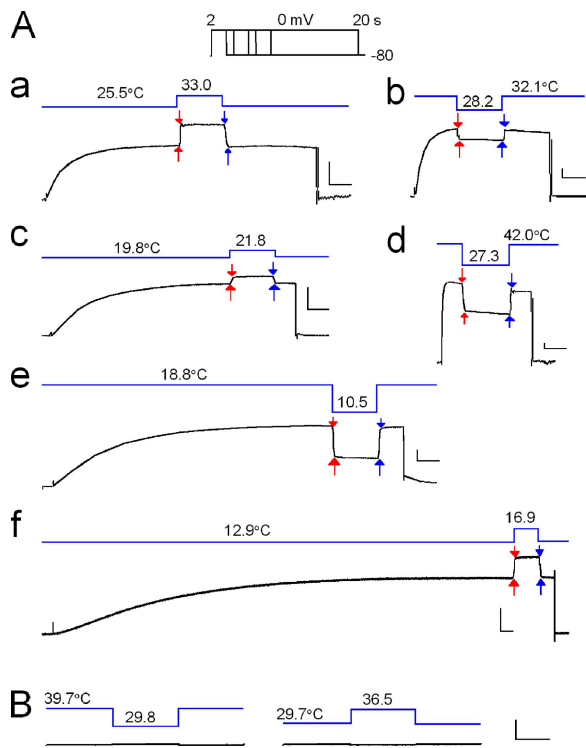 A
2 0 mV 20 s
-80
a
25.5°C 33.0
b
28.2 32.1°C
c
19.8°C 21.8
d
27.3 42.0°C
e
18.8°C 10.5
f
12.9°C 16.9
B
39.7°C 29.8
29.7°C 36.5